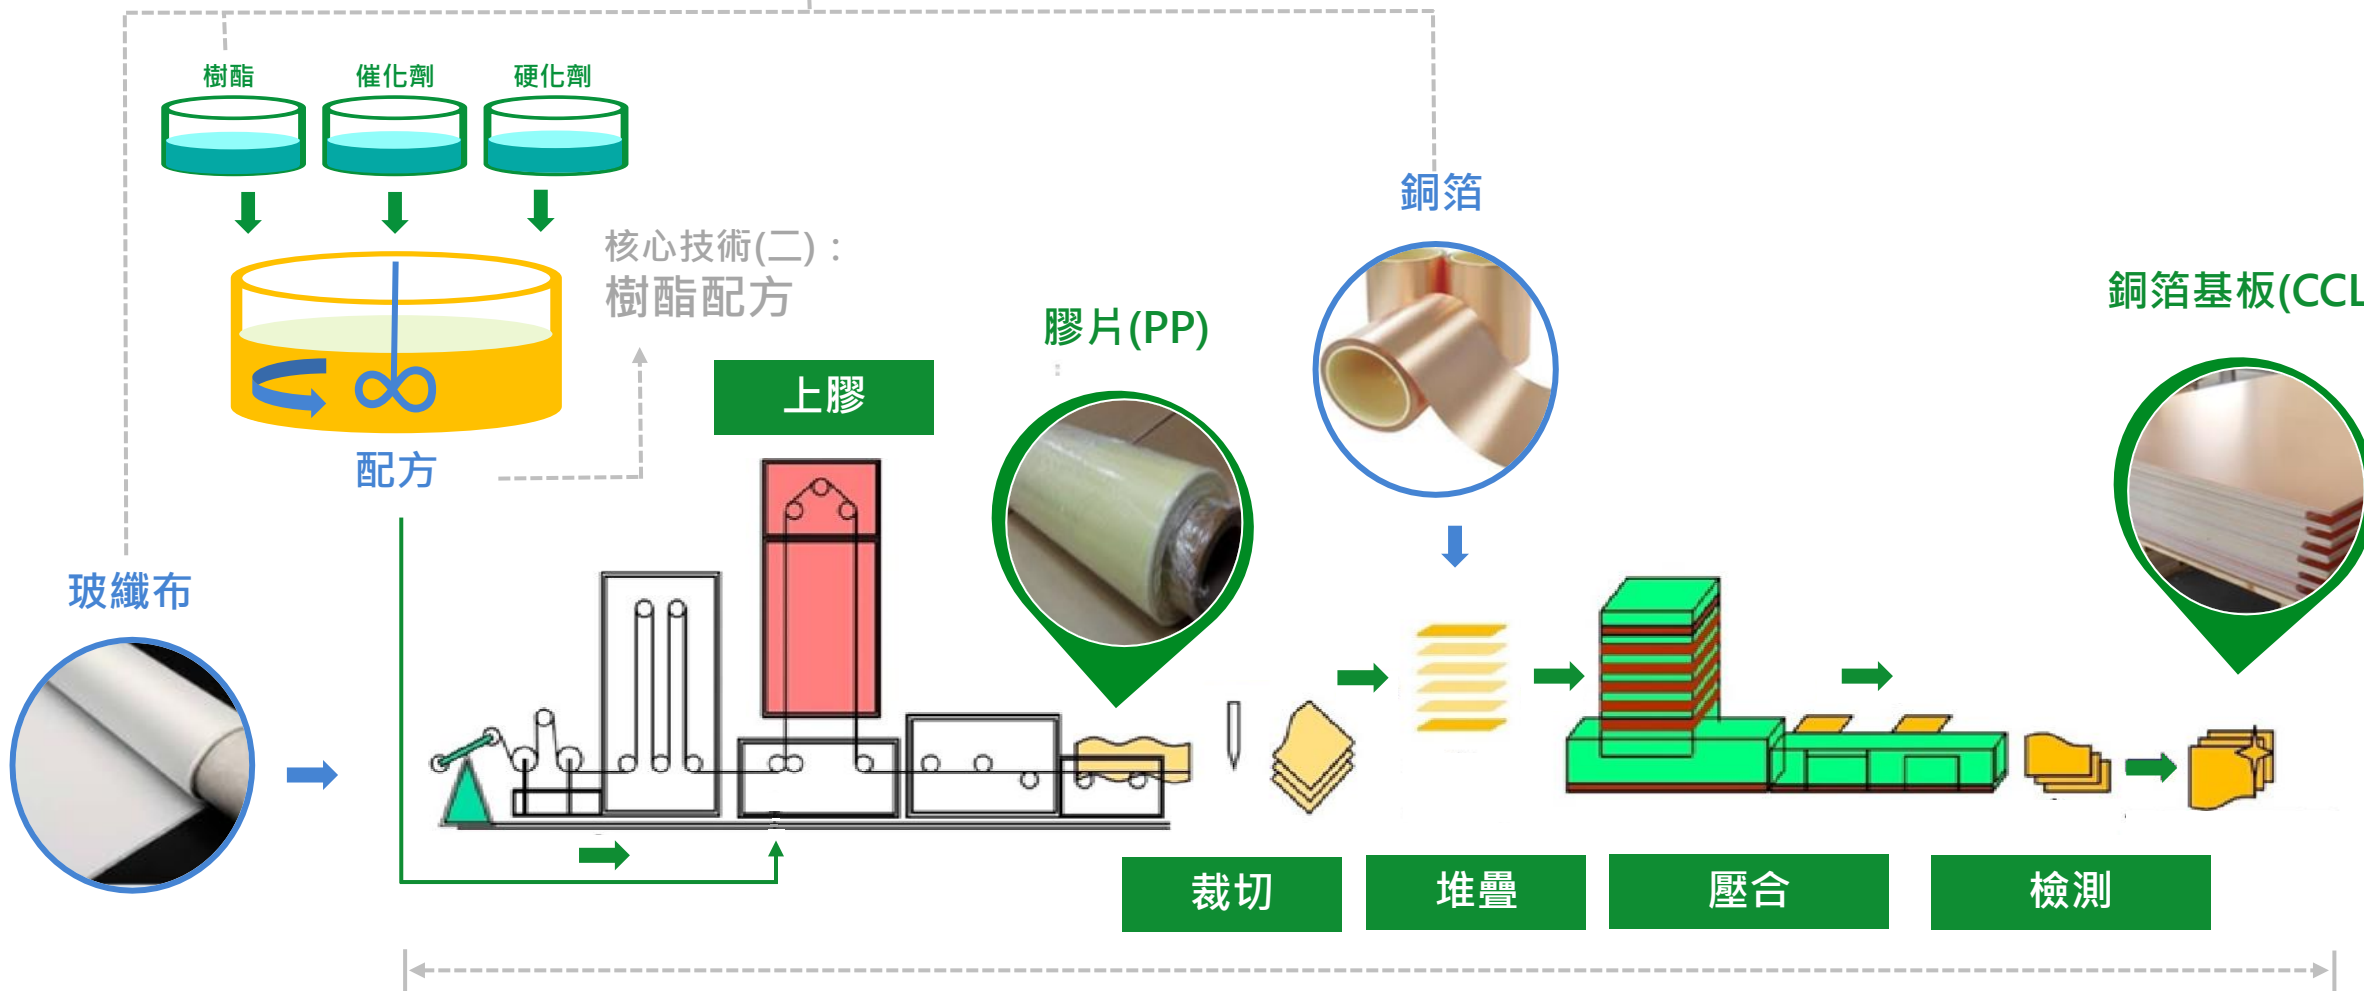 樹酯
催化劑
硬化劑
銅箔
核心技術(二)：
樹酯配方
銅箔基板(CCL
膠片(PP)
上膠
配方
玻纖布
裁切
堆疊
壓合
檢測